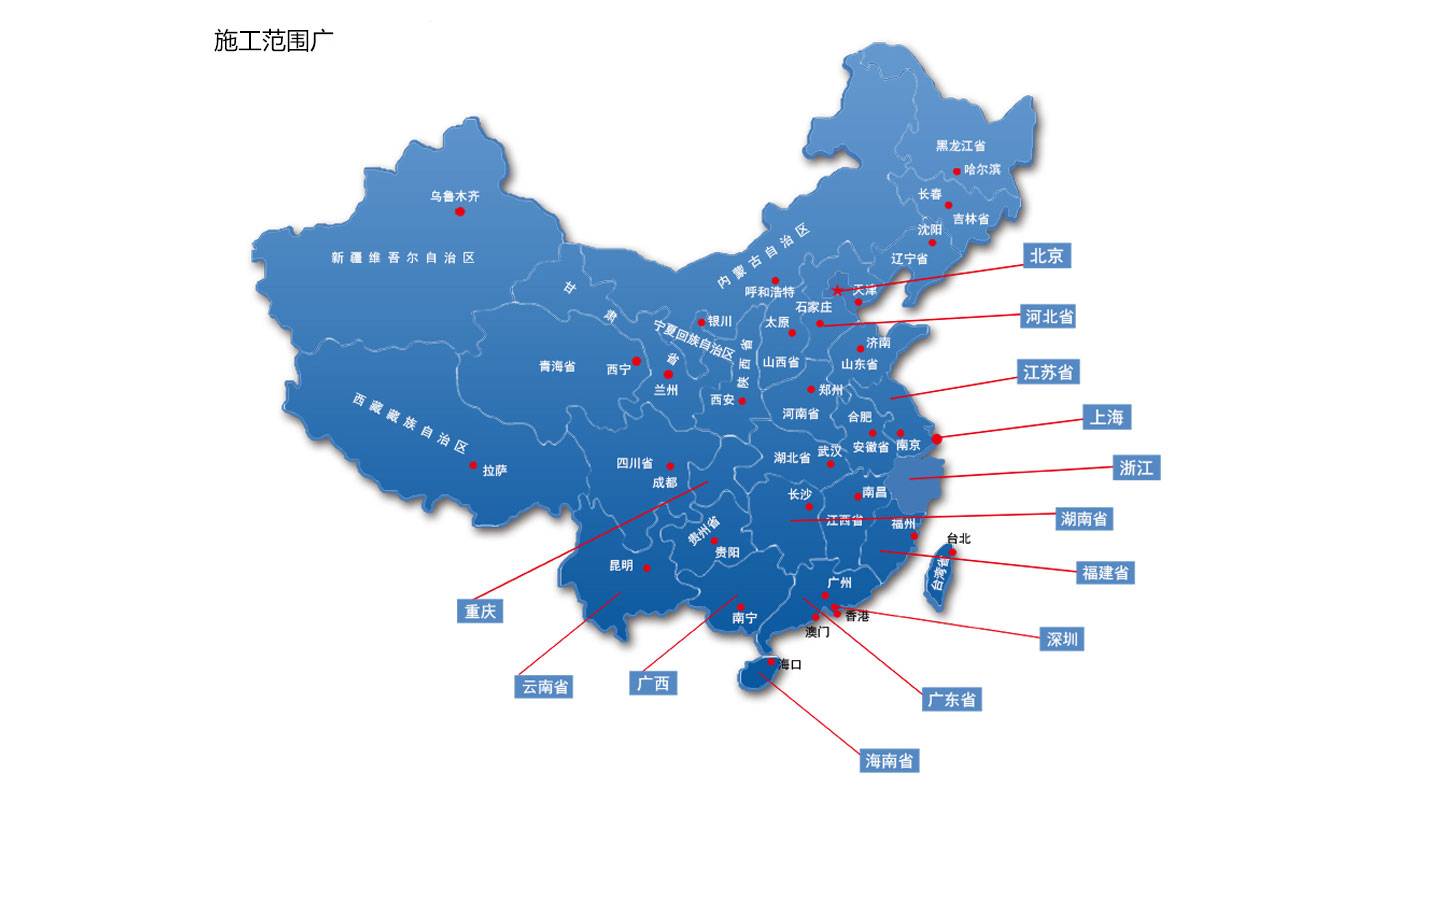 施工范围广
黑龙江省
哈尔滨
长春
吉林省
沈阳
辽宁省
乌鲁木齐
新疆维吾尔自治区
内蒙古自治区
呼和浩特
北京
天津
石家庄
河北省
太原
银川
宁夏回族自治区
甘肃省
济南
山东省
山西省
陕西省
青海省
西宁
兰州
江苏省
郑州
西安
河南省
合肥
上海
西藏藏族自治区
安徽省
南京
武汉
湖北省
四川省
拉萨
浙江
成都
长沙
南昌
湖南省
江西省
福州
贵州省
台北
贵阳
昆明
台湾省
福建省
广州
重庆
南宁
香港
澳门
深圳
海口
云南省
广西
广东省
海南省